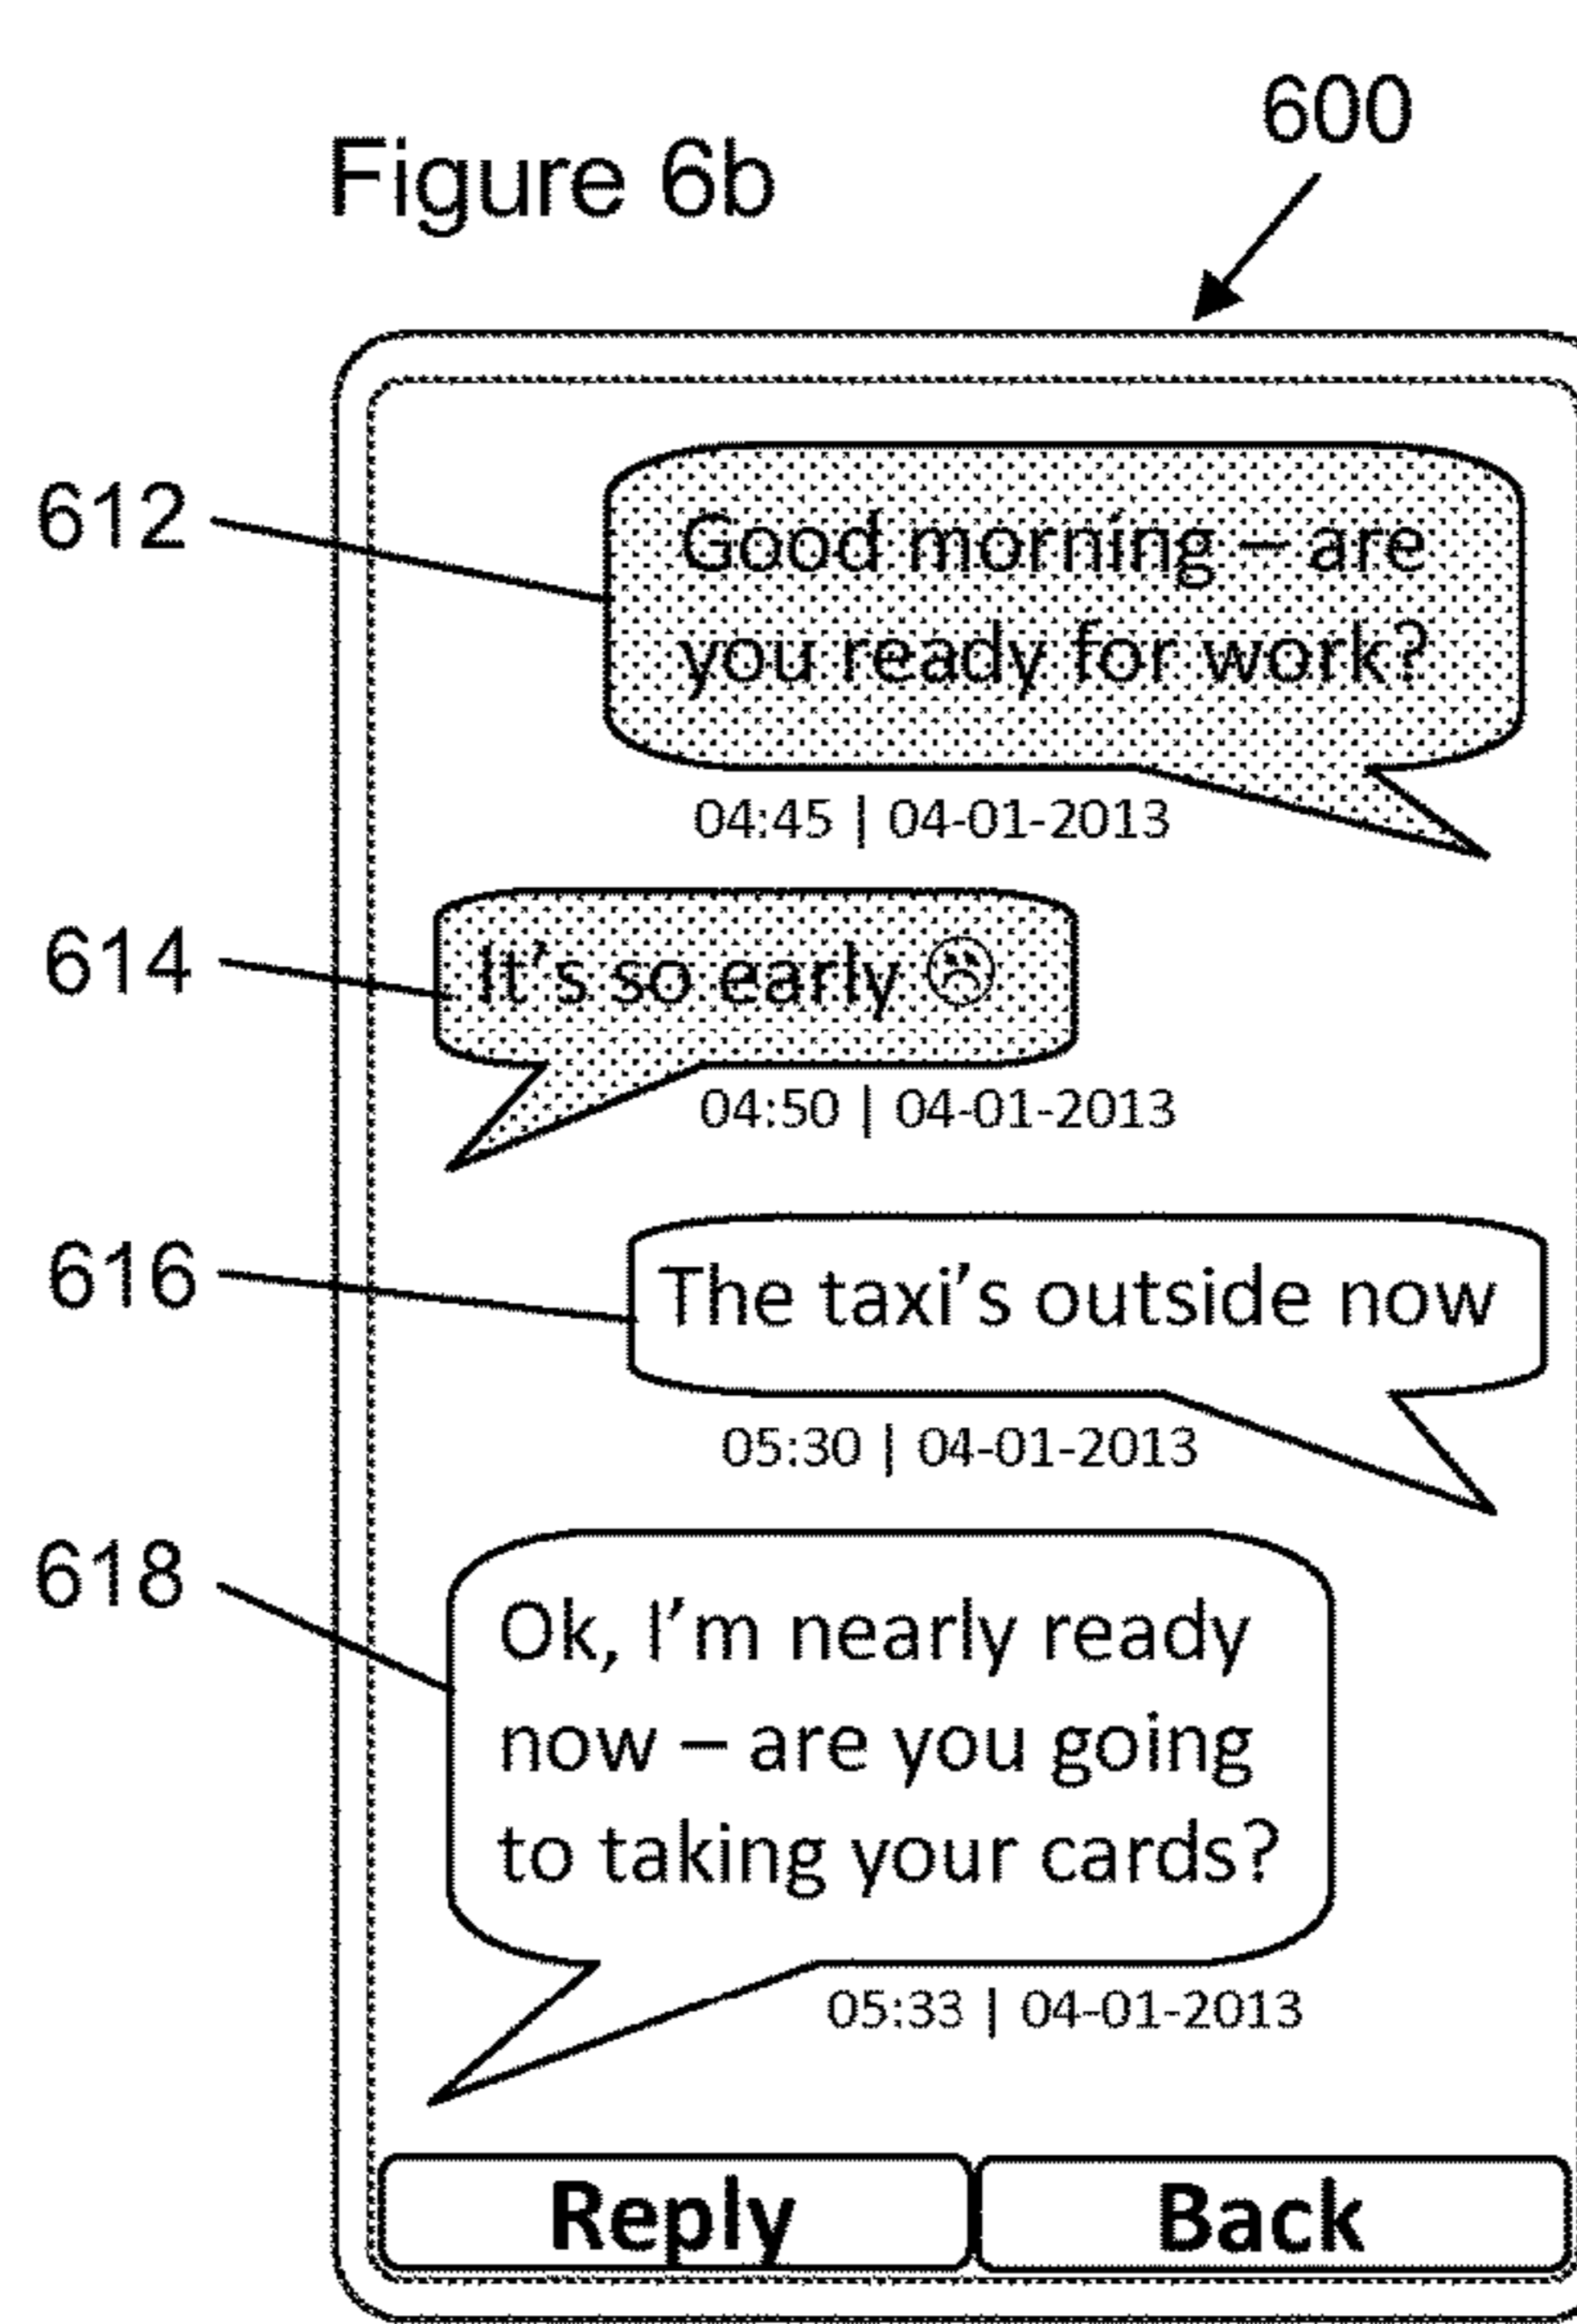 600
Figure 6b
612
Good morning – are
you ready for work?
04:45 | 04-01-2013
614
It's so early ☹
04:50 | 04-01-2013
616
The taxi's outside now
05:30 | 04-01-2013
618
Ok, I'm nearly ready
now – are you going
to taking your cards?
05:33 | 04-01-2013
Reply Back